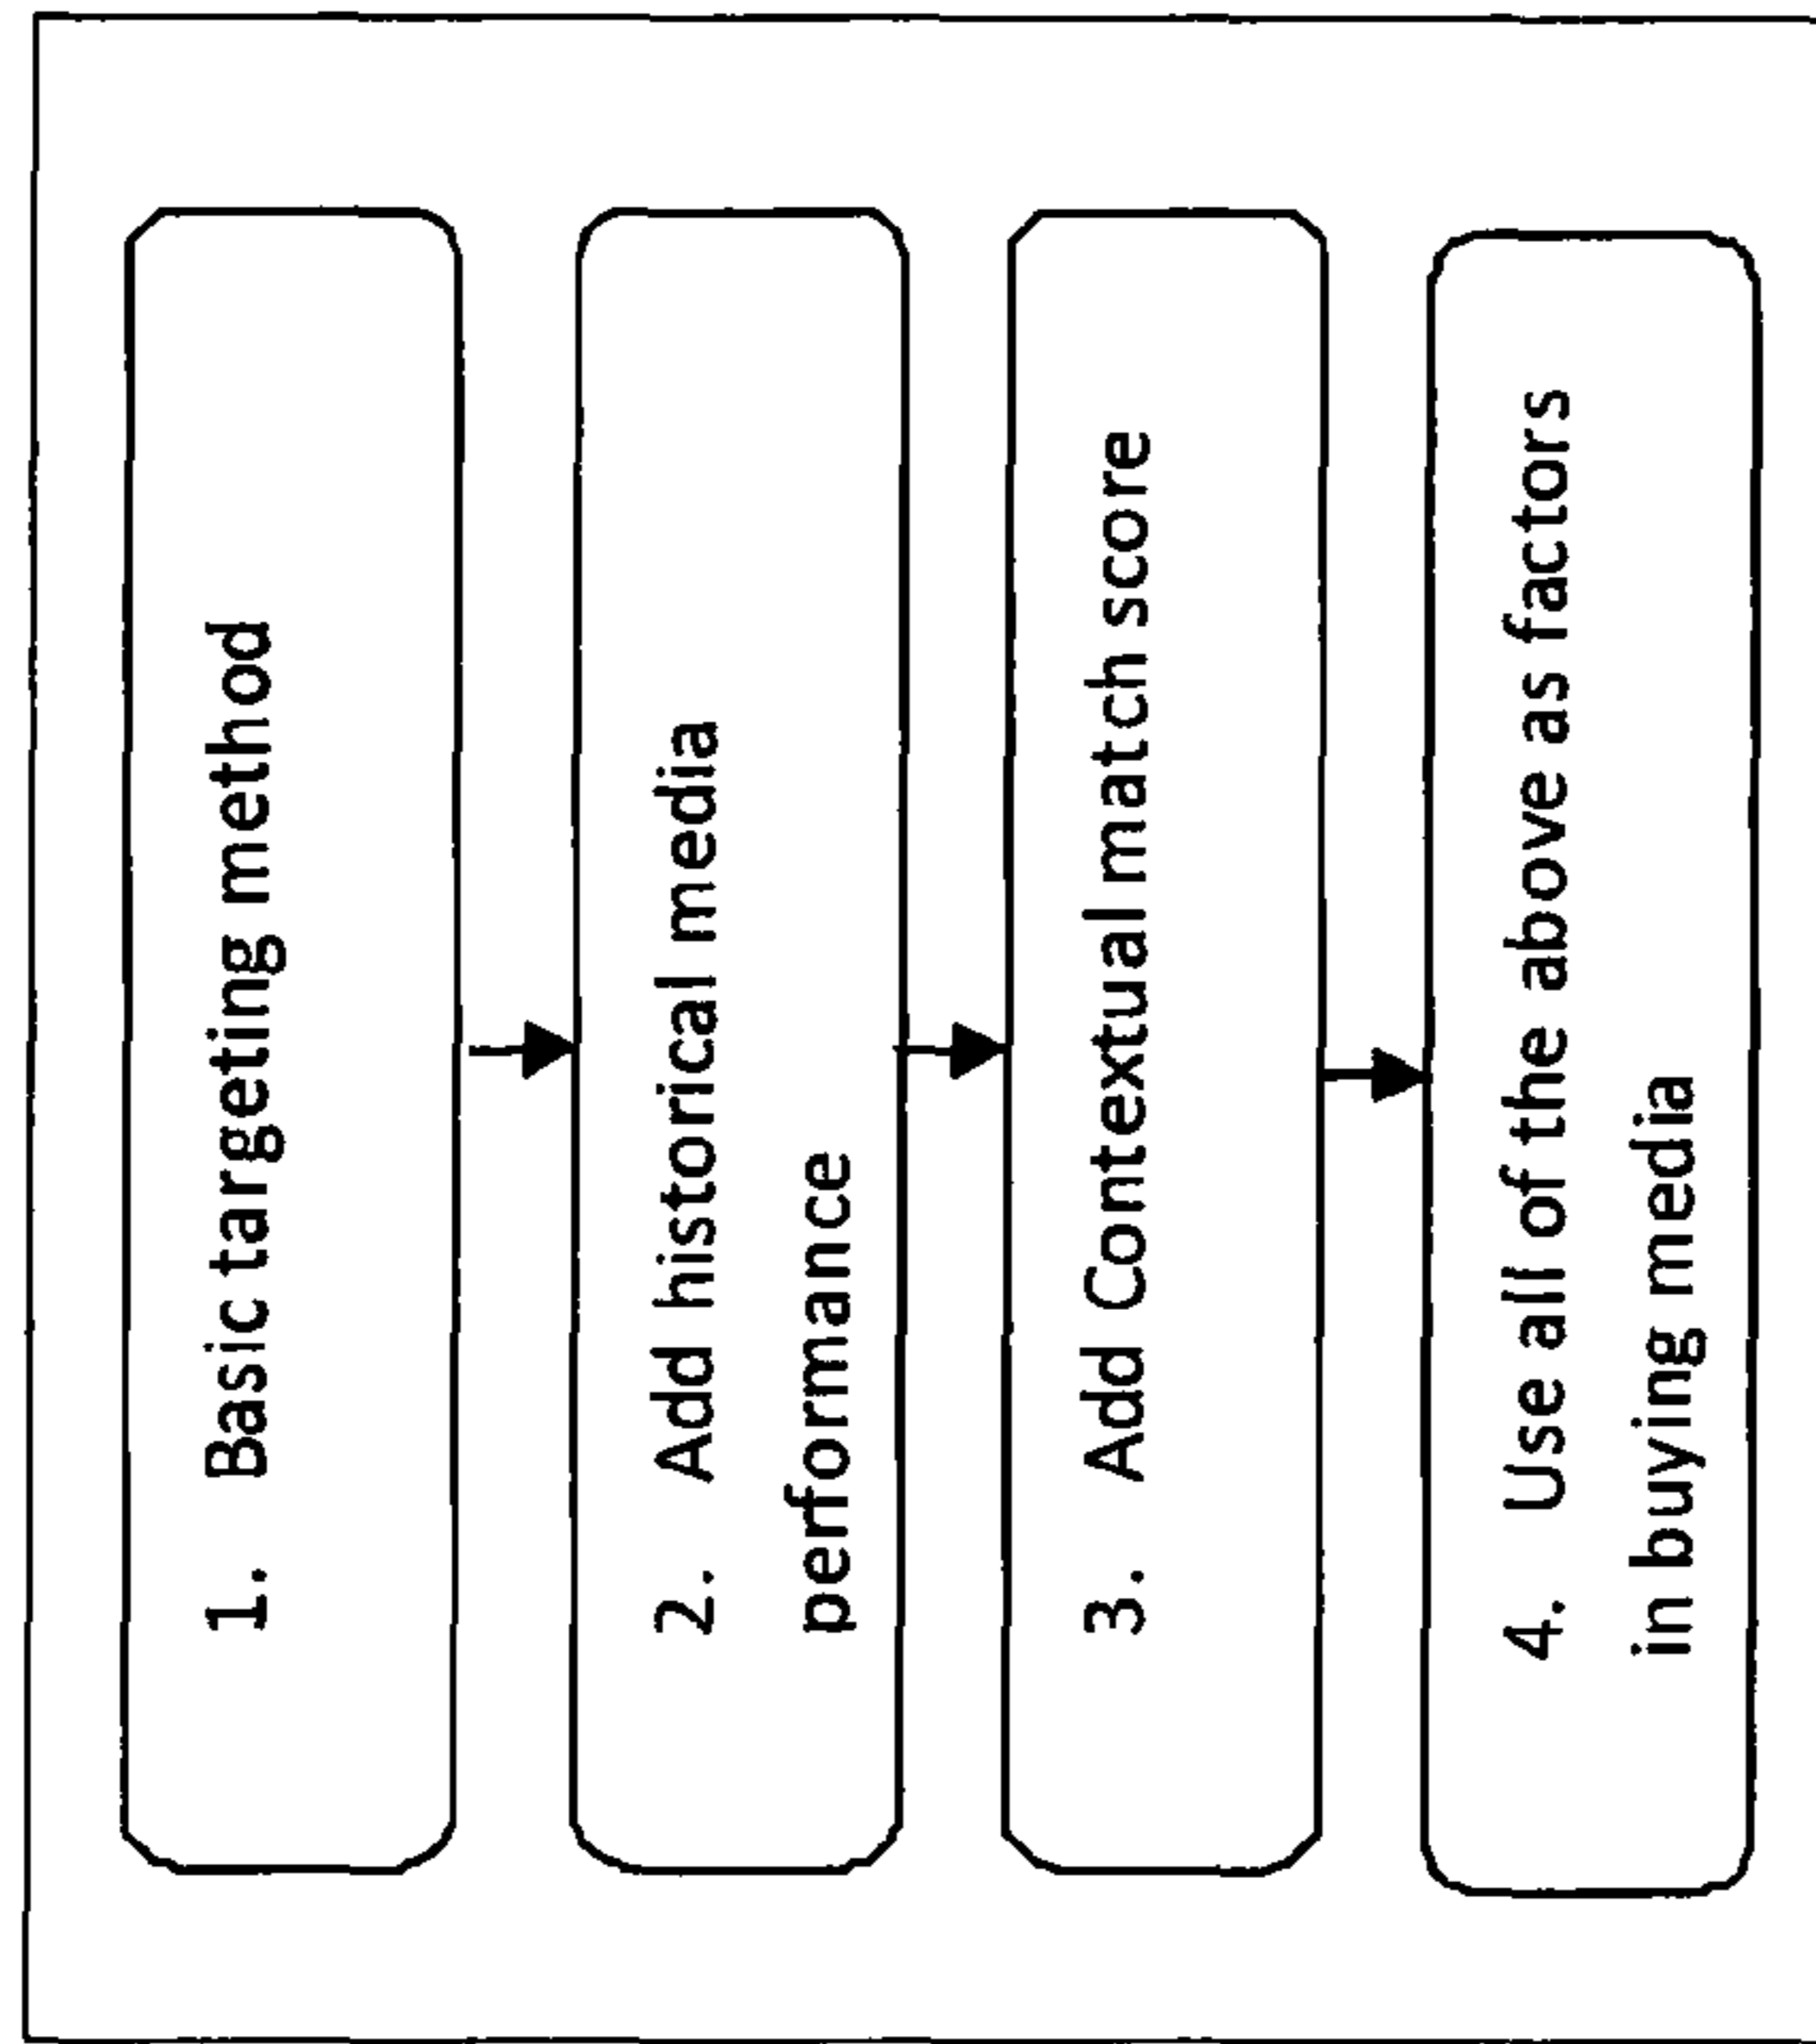 1. Basic targeting method
2. Add historical media
performance
3. Add Contextual match score
4. Use all of the above as factors
in buying media